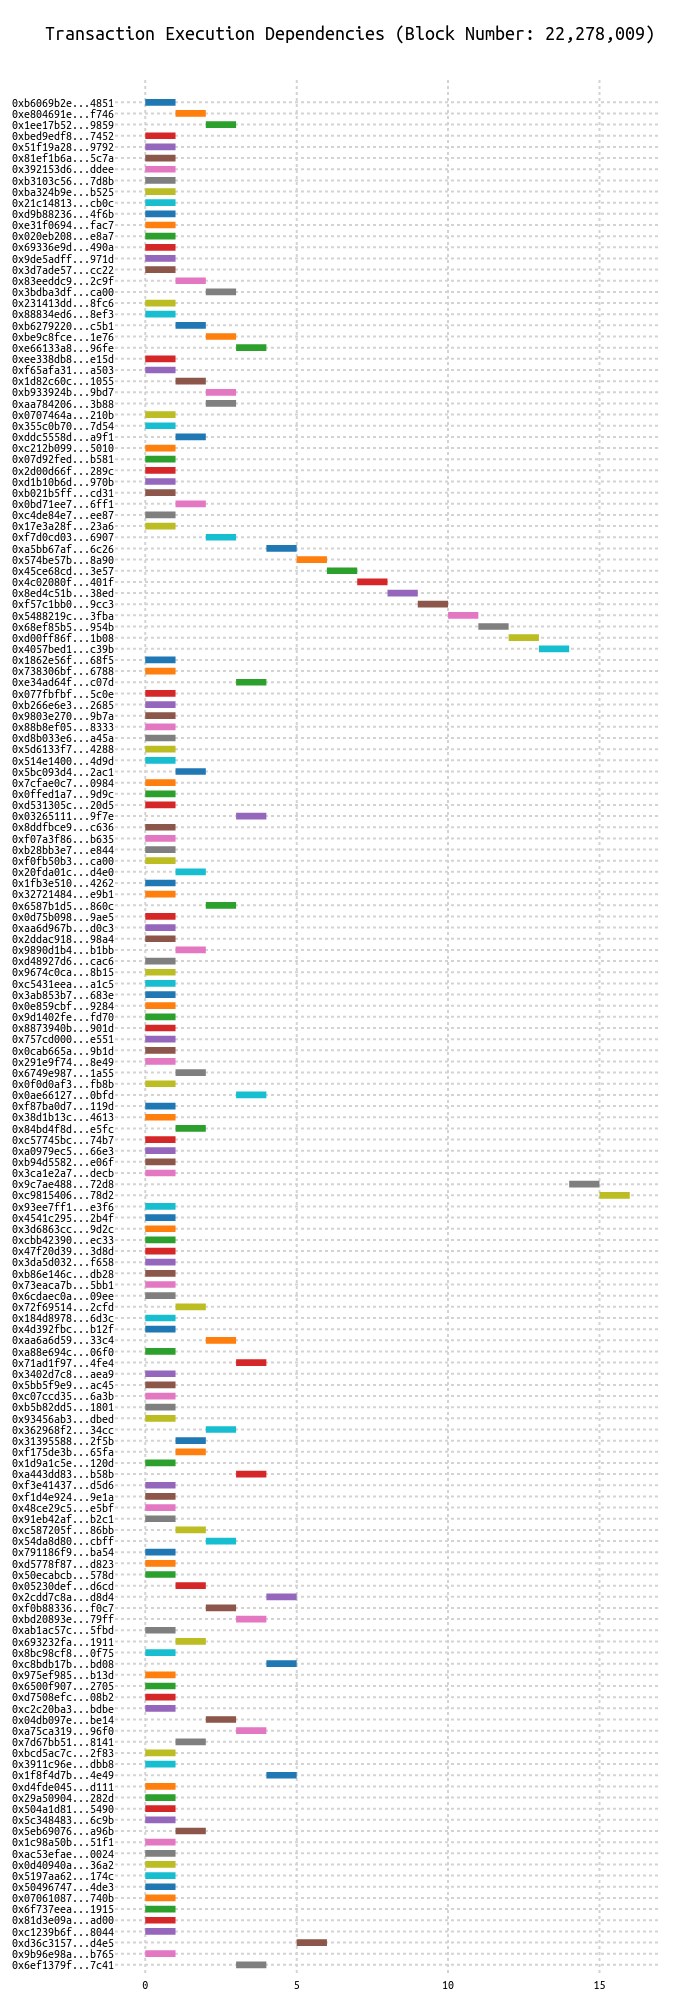 Transaction Execution Dependencies (Block Number: 22,278,009)
0xb6069b2e...4851
0xe804691e...f746
0x1ee17b52...9859
0xbed9edf8...7452
0x51f19a28...9792
0x81ef1b6a...5c7a
0x392153d6...ddee
0xb3103c56...7d8b
0xba324b9e...b525
0x21c14813...cb0c
0xd9b88236...4f6b
0xe31f0694...fac7
0x020eb208...e8a7
0x69336e9d...490a
0x9de5adff...971d
0x3d7ade57...cc22
0x83eeddc9...2c9f
0x3bdba3df...ca00
0x231413dd...8fc6
0x88834ed6...8ef3
0xb6279220...c5b1
0xbe9c8fce...1e76
0xe66133a8...96fe
0xee338db8...e15d
0xf65afa31...a503
0x1d82c60c...1055
0xb933924b...9bd7
0xaa784206...3b88
0x0707464a...210b
0x355c0b70...7d54
0xddc5558d...a9f1
0xc212b099...5010
0x07d92fed...b581
0x2d00d66f...289c
0xd1b10b6d...970b
0xb021b5ff...cd31
0x0bd71ee7...6ff1
0xc4de84e7...ee87
0x17e3a28f...23a6
0xf7d0cd03...6907
0xa5bb67af...6c26
0x574be57b...8a90
0x45ce68cd...3e57
0x4c02080f...401f
0x8ed4c51b...38ed
0xf57c1bb0...9cc3
0x5488219c...3fba
0x68ef85b5...954b
0xd00ff86f...1b08
0x4057bed1...c39b
0x1862e56f...68f5
0x738306bf...6788
0xe34ad64f...c07d
0x077fbfbf...5c0e
0xb266e6e3...2685
0x9803e270...9b7a
0x88b8ef05...8333
0xd8b033e6...a45a
0x5d6133f7...4288
0x514e1400...4d9d
0x5bc093d4...2ac1
0x7cfae0c7...0984
0x0ffed1a7...9d9c
0xd531305c...20d5
0x03265111...9f7e
0x8ddfbce9...c636
0xf07a3f86...b635
0xb28bb3e7...e844
0xf0fb50b3...ca00
0x20fda01c...d4e0
0x1fb3e510...4262
0x32721484...e9b1
0x6587b1d5...860c
0x0d75b098...9ae5
0xaa6d967b...d0c3
0x2ddac918...98a4
0x9890d1b4...b1bb
0xd48927d6...cac6
0x9674c0ca...8b15
0xc5431eea...a1c5
0x3ab853b7...683e
0x0e859cbf...9284
0x9d1402fe...fd70
0x8873940b...901d
0x757cd000...e551
0x0cab665a...9b1d
0x291e9f74...8e49
0x6749e987...1a55
0x0f0d0af3...fb8b
0x0ae66127...0bfd
0xf87ba0d7...119d
0x38d1b13c...4613
0x84bd4f8d...e5fc
0xc57745bc...74b7
0xa0979ec5...66e3
0xb94d5582...e06f
0x3ca1e2a7...decb
0x9c7ae488...72d8
0xc9815406...78d2
0x93ee7ff1...e3f6
0x4541c295...2b4f
0x3d6863cc...9d2c
0xcbb42390...ec33
0x47f20d39...3d8d
0x3da5d032...f658
0xb86e146c...db28
0x73eaca7b...5bb1
0x6cdaec0a...09ee
0x72f69514...2cfd
0x184d8978...6d3c
0x4d392fbc...b12f
0xaa6a6d59...33c4
0xa88e694c...06f0
0x71ad1f97...4fe4
0x3402d7c8...aea9
0x5bb5f9e9...ac45
0xc07ccd35...6a3b
0xb5b82dd5...1801
0x93456ab3...dbed
0x362968f2...34cc
0x31395588...2f5b
0xf175de3b...65fa
0x1d9a1c5e...120d
0xa443dd83...b58b
0xf3e41437...d5d6
0xf1d4e924...9e1a
0x48ce29c5...e5bf
0x91eb42af...b2c1
0xc587205f...86bb
0x54da8d80...cbff
0x791186f9...ba54
0xd5778f87...d823
0x50ecabcb...578d
0x05230def...d6cd
0x2cdd7c8a...d8d4
0xf0b88336...f0c7
0xbd20893e...79ff
0xab1ac57c...5fbd
0x693232fa...1911
0x8bc98cf8...0f75
0xc8bdb17b...bd08
0x975ef985...b13d
0x6500f907...2705
0xd7508efc...08b2
0xc2c20ba3...bdbe
0x04db097e...be14
0xa75ca319...96f0
0x7d67bb51...8141
0xbcd5ac7c...2f83
0x3911c96e...dbb8
0x1f8f4d7b...4e49
0xd4fde045...d111
0x29a50904...282d
0x504a1d81...5490
0x5c348483...6c9b
0x5eb69076...a96b
0x1c98a50b...51f1
0xac53efae...0024
0x0d40940a...36a2
0x5197aa62...174c
0x50496747...4de3
0x07061087...740b
0x6f737eea...1915
0x81d3e09a...ad00
0xc1239b6f...8044
0xd36c3157...d4e5
0x9b96e98a...b765
0x6ef1379f...7c41
0 5 10 15